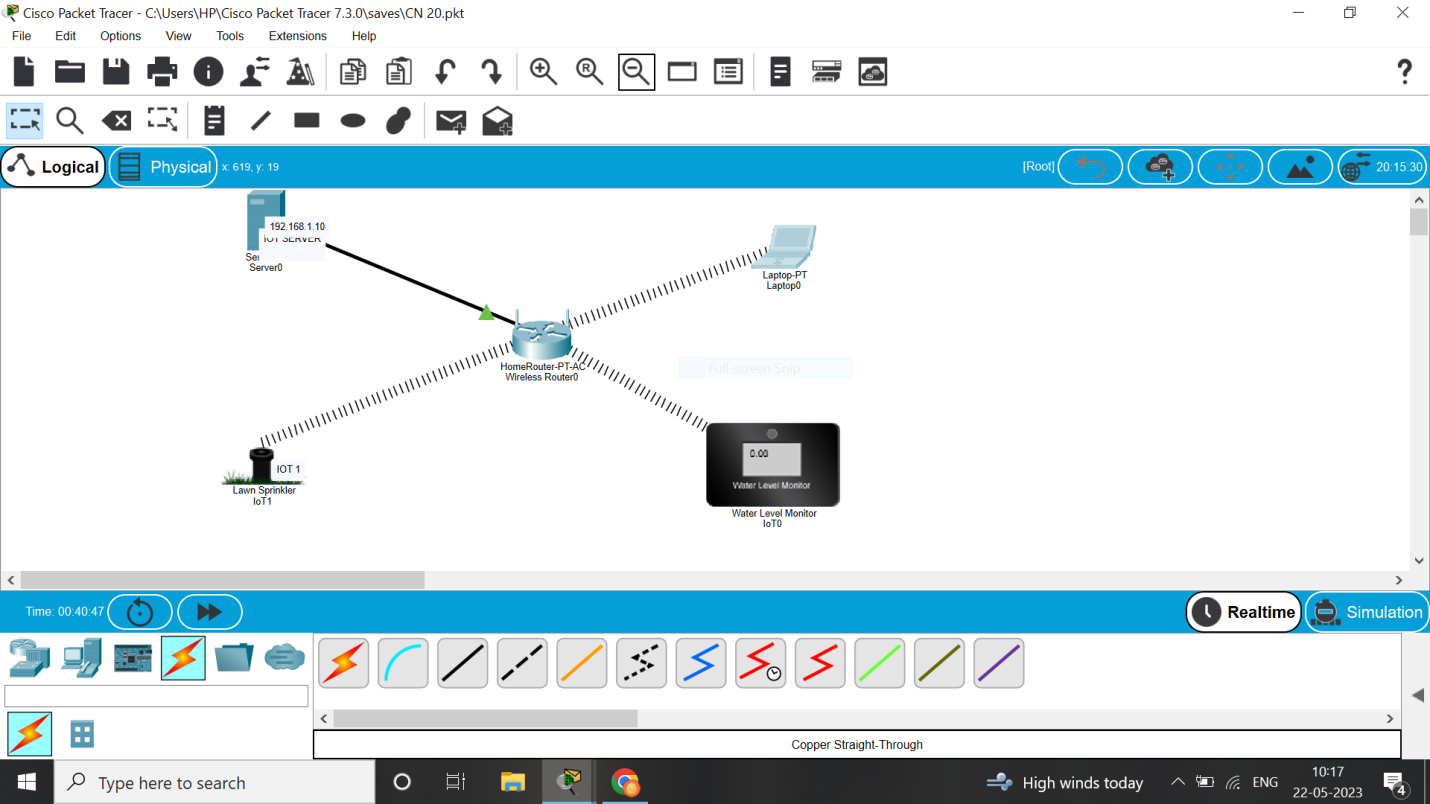 Cisco Packet Tracer - C:\Users\HP\Cisco Packet Tracer 7.3.0\saves\CN 20.pkt
File Edit Options View Tools Extensions Help
R
?
Logical Physical x: 619, y: 19 [Root] 20:15:30
192.168.1.10
IOT SERVER
Ser
Server0
Laptop-PT
Laptop0
HomeRouter-PT-AC
Wireless Router0
Full-screen Snip
IOT 1
Lawn Sprinkler
IoT1
0.00
Water Level Monitor
Water Level Monitor
IoT0
Time: 00:40:47 Realtime Simulation
Copper Straight-Through
Type here to search
High winds today
ENG
10:17
22-05-2023
4